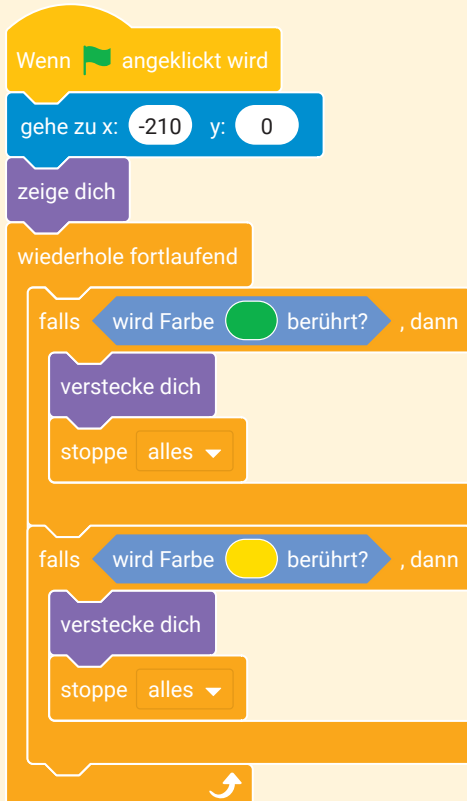 Wenn angeklickt wird
gehe zu x: -210 y: 0
zeige dich
wiederhole fortlaufend
falls wird Farbe berührt? , dann
verstecke dich
stoppe alles
falls wird Farbe berührt? , dann
verstecke dich
stoppe alles